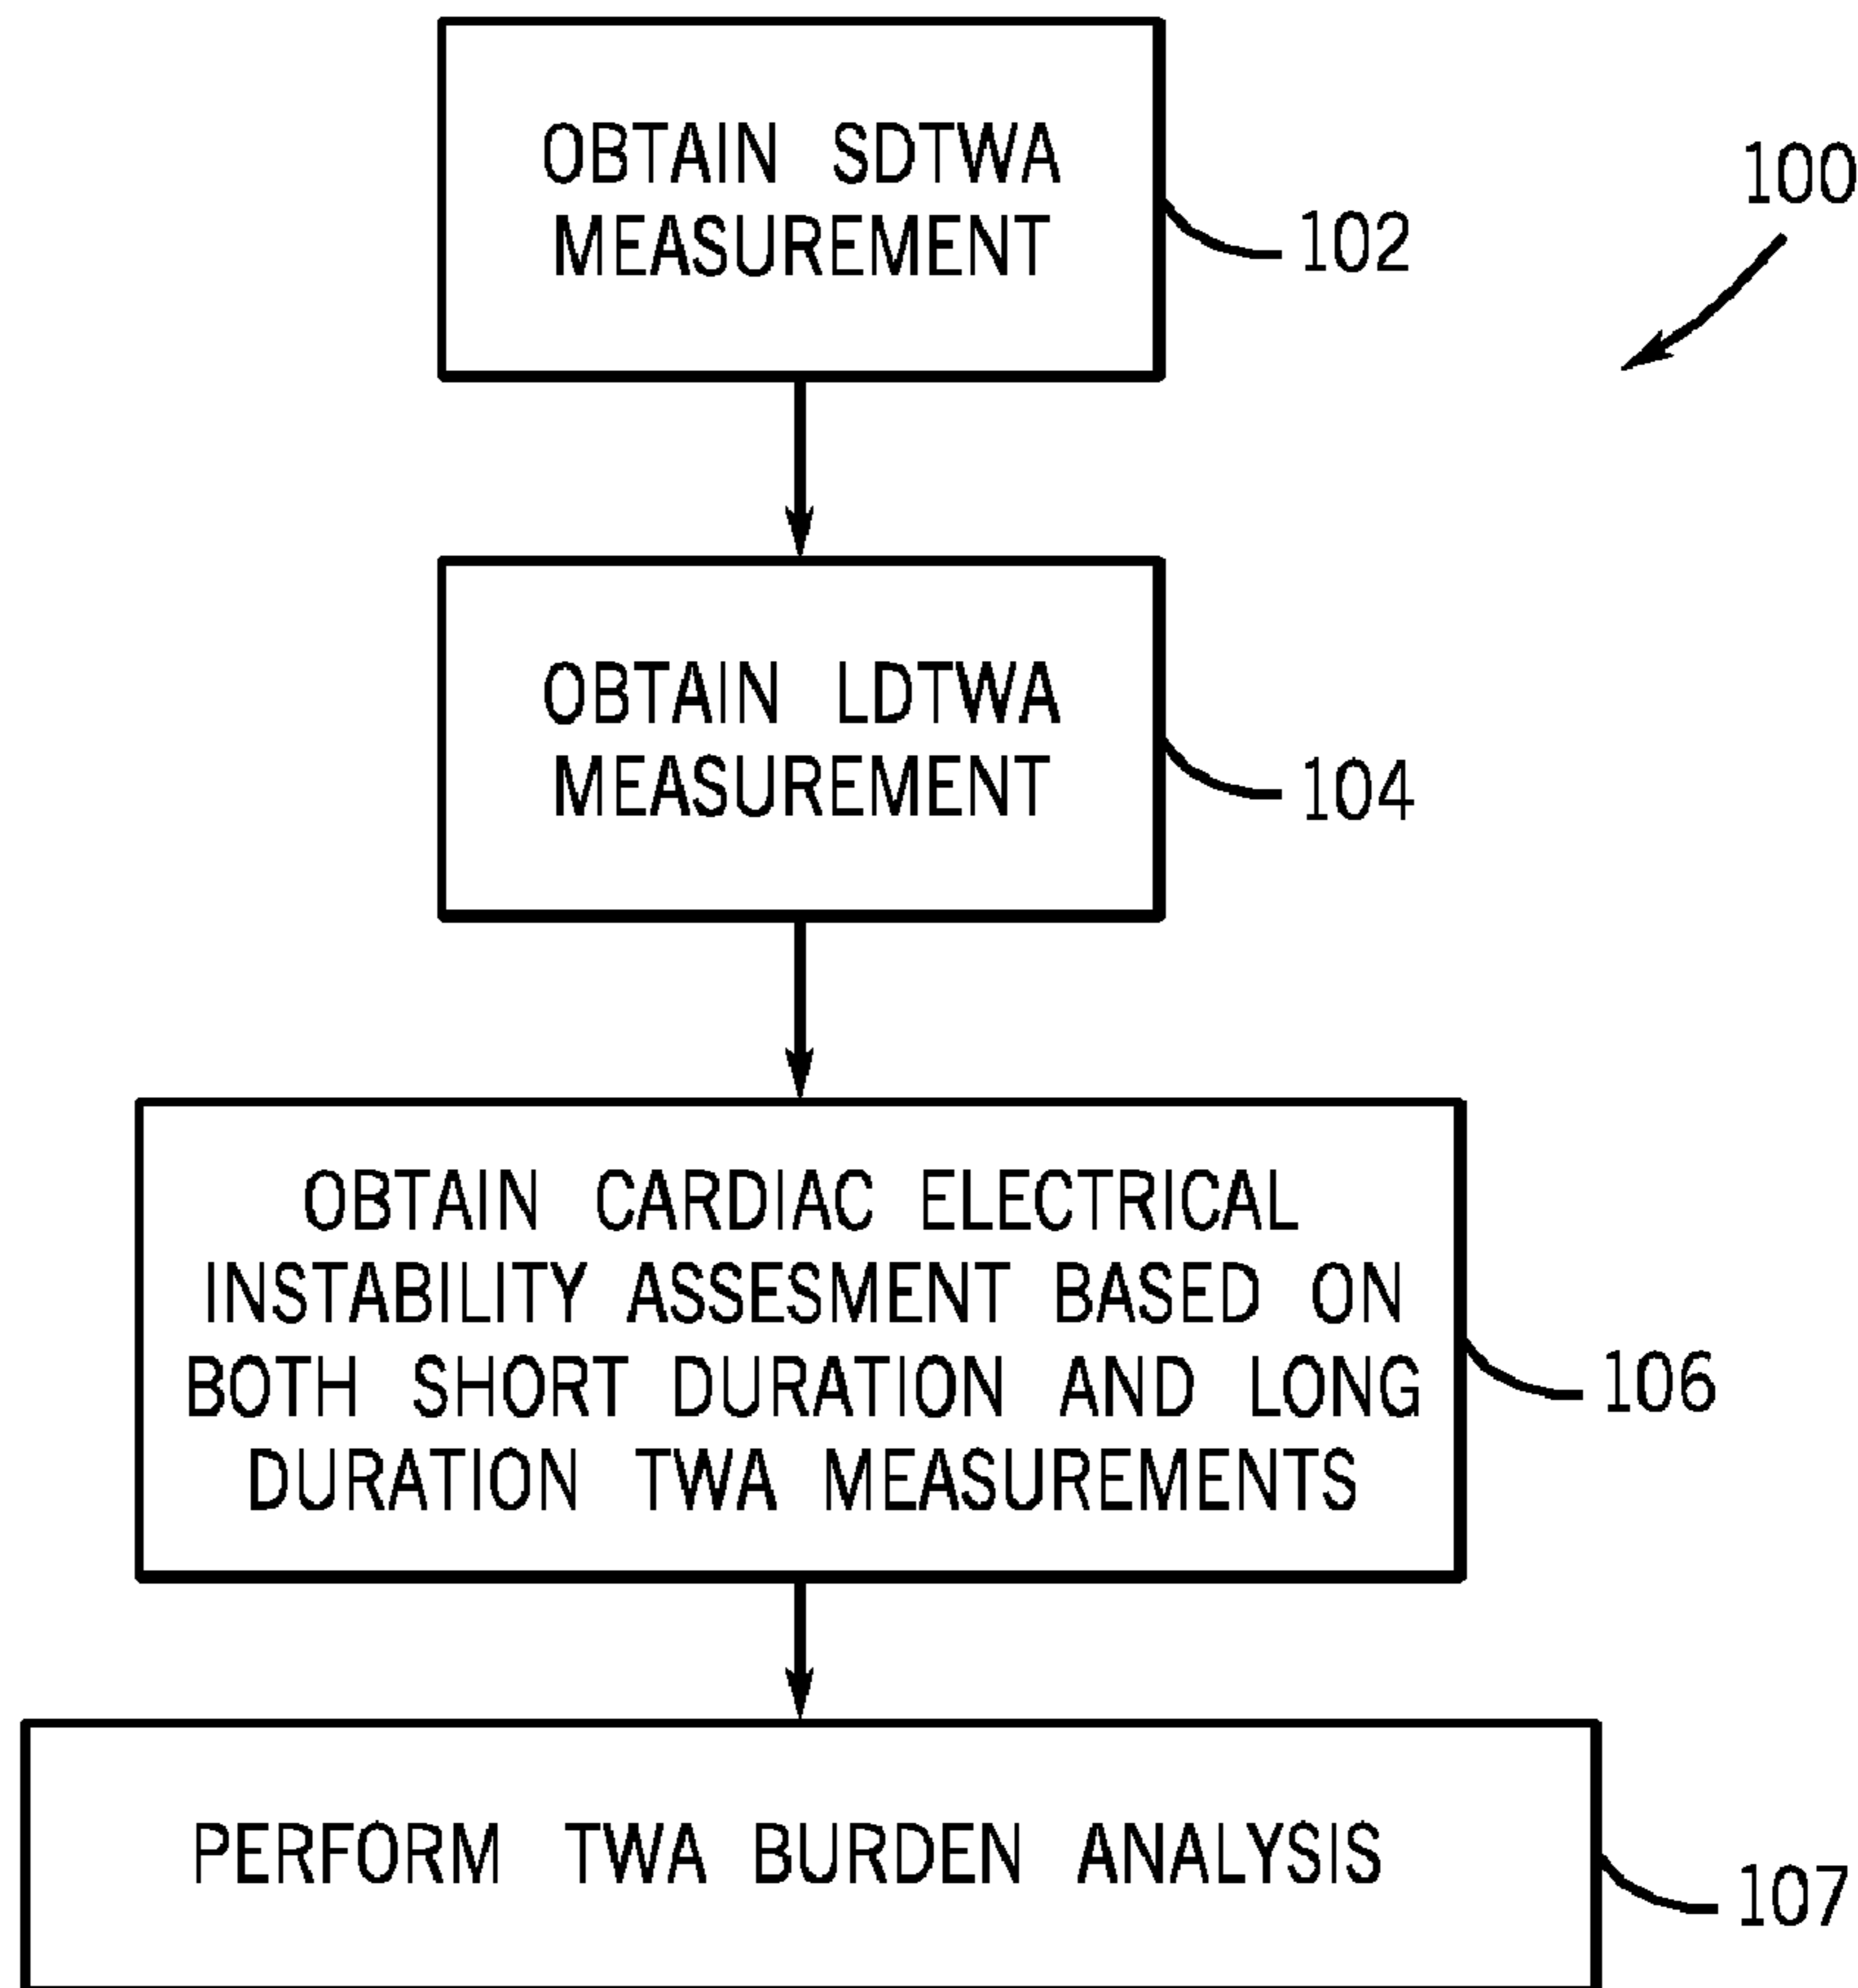 OBTAIN SDTWA
MEASUREMENT
102
100
OBTAIN LDTWA
MEASUREMENT
104
OBTAIN CARDIAC ELECTRICAL
INSTABILITY ASSESMENT BASED ON
BOTH SHORT DURATION AND LONG
DURATION TWA MEASUREMENTS
106
PERFORM TWA BURDEN ANALYSIS
107